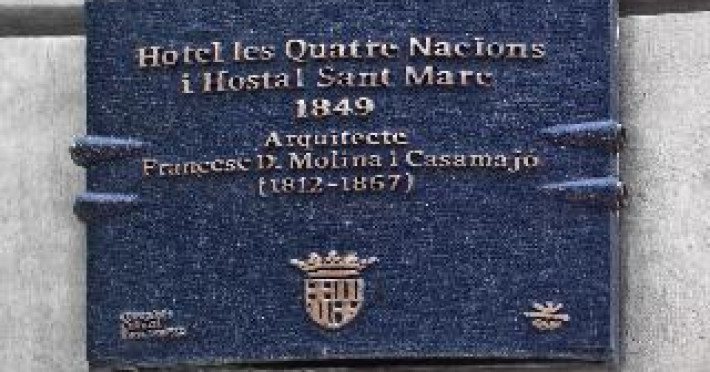 Hotel les Quatre Nacions
i Hostal Sant Marc
1849
Arquitecte
Francesc D. Molina i Casamajó
(1812-1867)